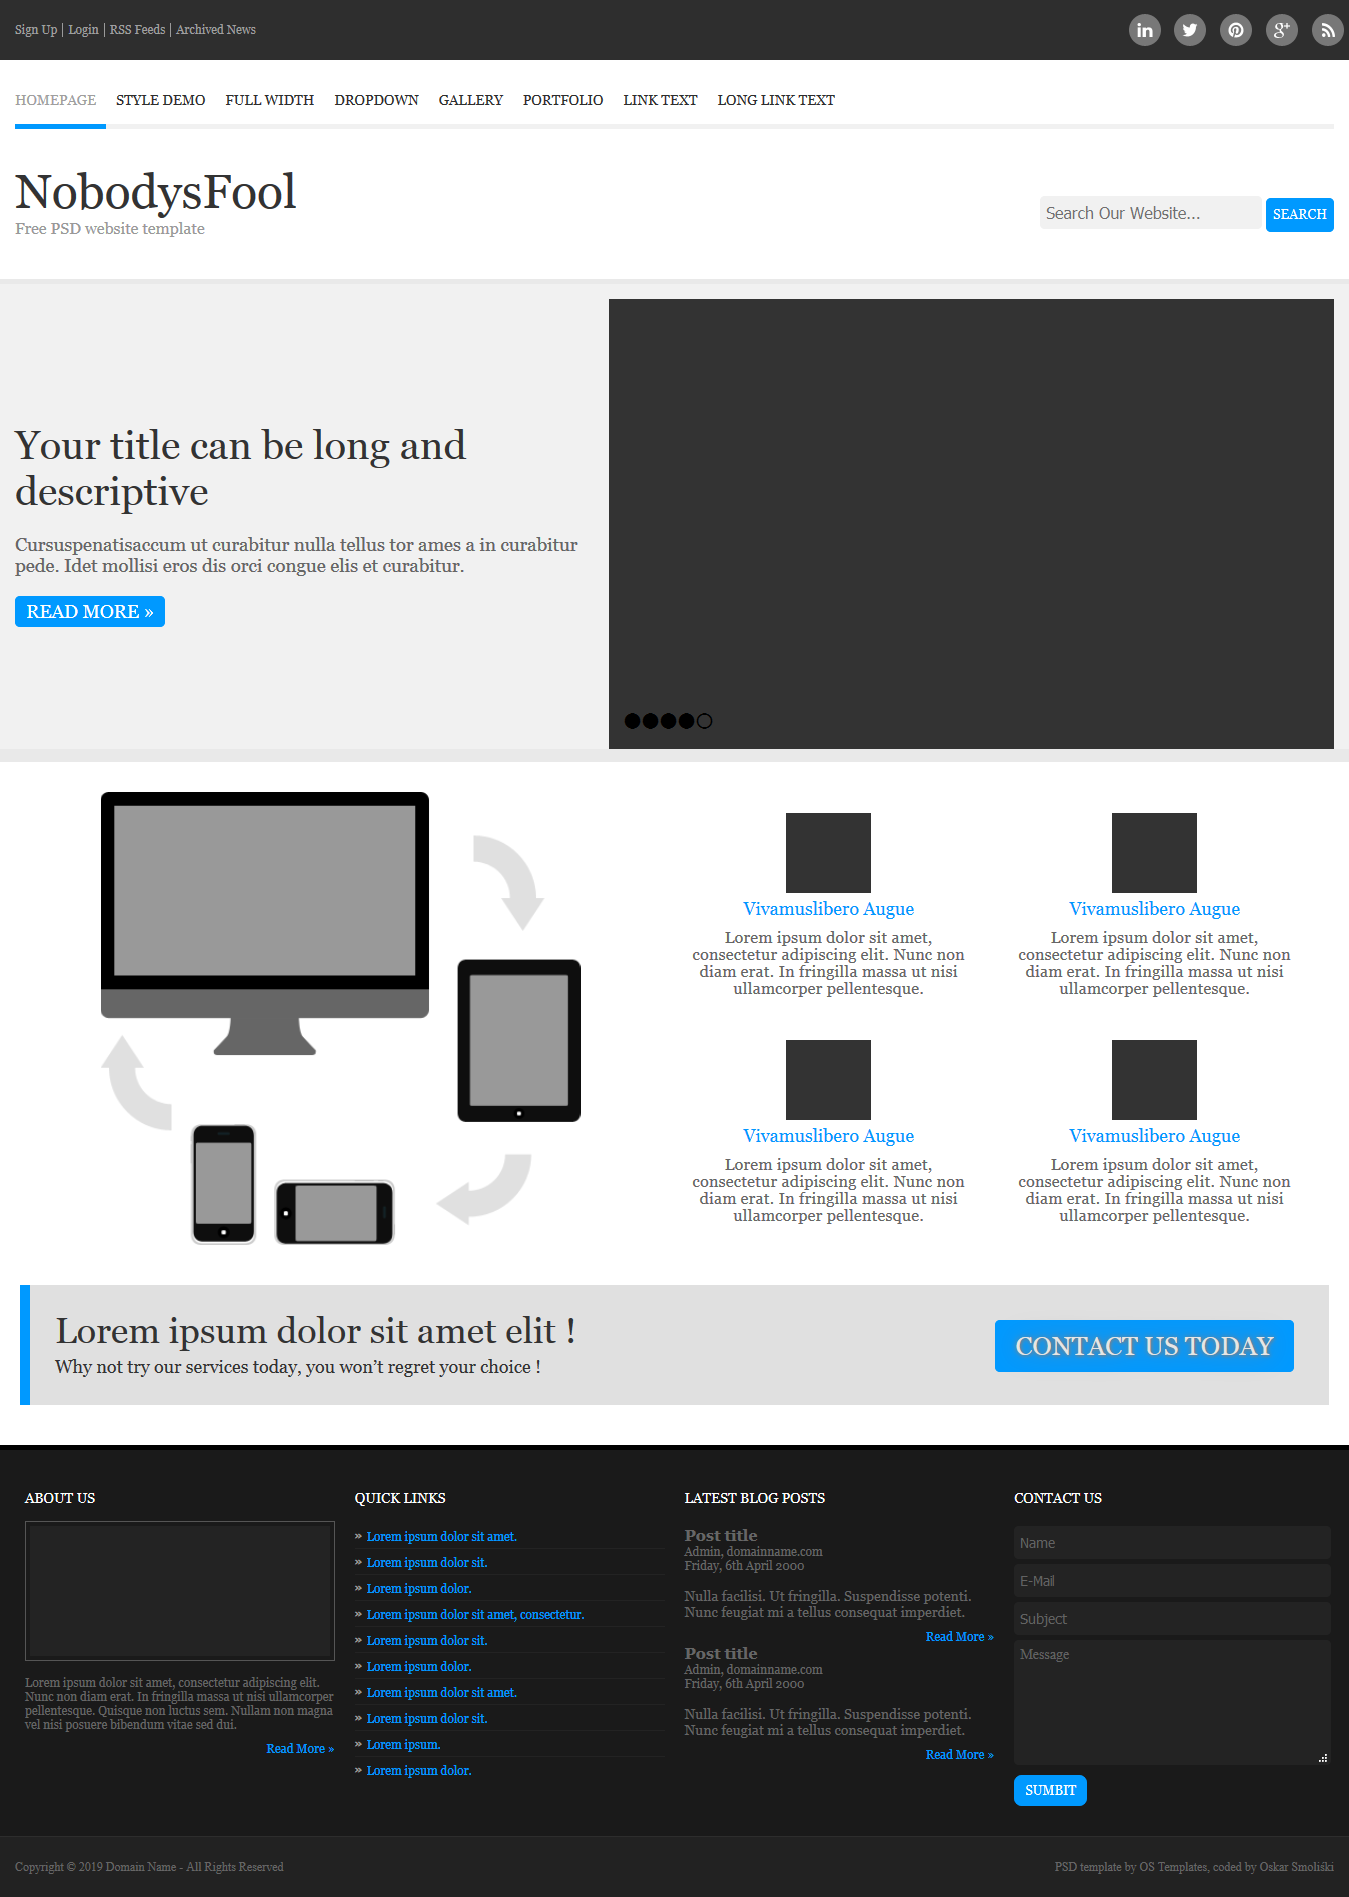 Sign Up | Login | RSS Feeds | Archived News
HOMEPAGE STYLE DEMO FULL WIDTH DROPDOWN GALLERY PORTFOLIO LINK TEXT LONG LINK TEXT
NobodysFool
Free PSD website template
Search Our Website...
SEARCH
Your title can be long and
descriptive
Cursuspenatisaccum ut curabitur nulla tellus tor ames a in curabitur
pede. Idet mollisi eros dis orci congue elis et curabitur.
READ MORE »
Vivamuslibero Augue
Lorem ipsum dolor sit amet,
consectetur adipiscing elit. Nunc non
diam erat. In fringilla massa ut nisi
ullamcorper pellentesque.
Vivamuslibero Augue
Lorem ipsum dolor sit amet,
consectetur adipiscing elit. Nunc non
diam erat. In fringilla massa ut nisi
ullamcorper pellentesque.
Vivamuslibero Augue
Lorem ipsum dolor sit amet,
consectetur adipiscing elit. Nunc non
diam erat. In fringilla massa ut nisi
ullamcorper pellentesque.
Vivamuslibero Augue
Lorem ipsum dolor sit amet,
consectetur adipiscing elit. Nunc non
diam erat. In fringilla massa ut nisi
ullamcorper pellentesque.
Lorem ipsum dolor sit amet elit !
Why not try our services today, you won’t regret your choice !
CONTACT US TODAY
ABOUT US
Lorem ipsum dolor sit amet, consectetur adipiscing elit.
Nunc non diam erat. In fringilla massa ut nisi ullamcorper
pellentesque. Quisque non luctus sem. Nullam non magna
vel nisi posuere bibendum vitae sed dui.
Read More »
QUICK LINKS
» Lorem ipsum dolor sit amet.
» Lorem ipsum dolor sit.
» Lorem ipsum dolor.
» Lorem ipsum dolor sit amet, consectetur.
» Lorem ipsum dolor sit.
» Lorem ipsum dolor.
» Lorem ipsum dolor sit amet.
» Lorem ipsum dolor sit.
» Lorem ipsum.
» Lorem ipsum dolor.
LATEST BLOG POSTS
Post title
Admin, domainname.com
Friday, 6th April 2000
Nulla facilisi. Ut fringilla. Suspendisse potenti.
Nunc feugiat mi a tellus consequat imperdiet.
Read More »
Post title
Admin, domainname.com
Friday, 6th April 2000
Nulla facilisi. Ut fringilla. Suspendisse potenti.
Nunc feugiat mi a tellus consequat imperdiet.
Read More »
CONTACT US
Name
E-Mail
Subject
Message
SUMBIT
Copyright © 2019 Domain Name - All Rights Reserved
PSD template by OS Templates, coded by Oskar Smoliśki